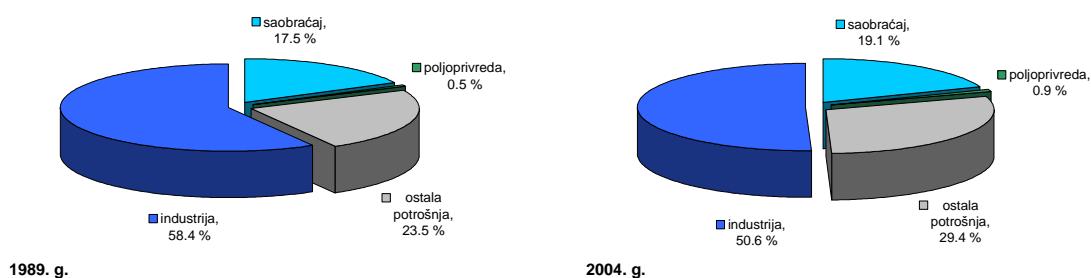 saobraćaj,
17.5 %
poljoprivreda,
0.5 %
ostala
potrošnja,
23.5 %
industrija,
58.4 %
1989. g.
saobraćaj,
19.1 %
poljoprivreda,
0.9 %
ostala
potrošnja,
29.4 %
industrija,
50.6 %
2004. g.